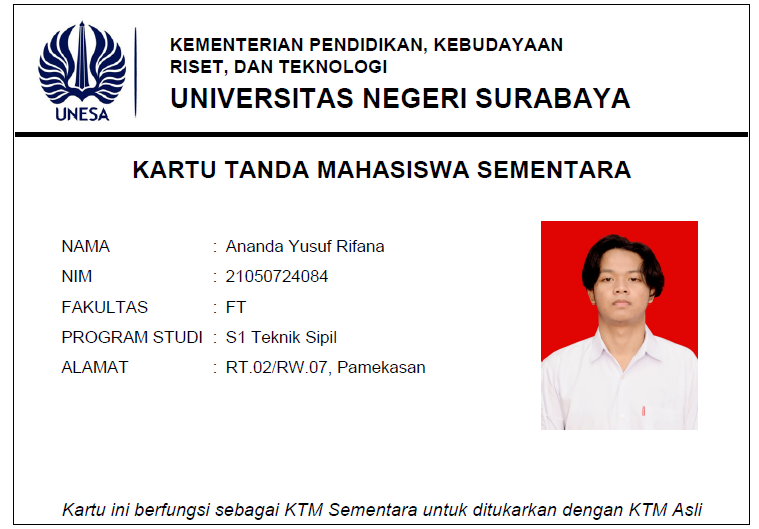 UNESA
KEMENTERIAN PENDIDIKAN, KEBUDAYAAN
RISET, DAN TEKNOLOGI
UNIVERSITAS NEGERI SURABAYA
KARTU TANDA MAHASISWA SEMENTARA
NAMA : Ananda Yusuf Rifana
NIM : 21050724084
FAKULTAS : FT
PROGRAM STUDI : S1 Teknik Sipil
ALAMAT : RT.02/RW.07, Pamekasan
Kartu ini berfungsi sebagai KTM Sementara untuk ditukarkan dengan KTM Asli